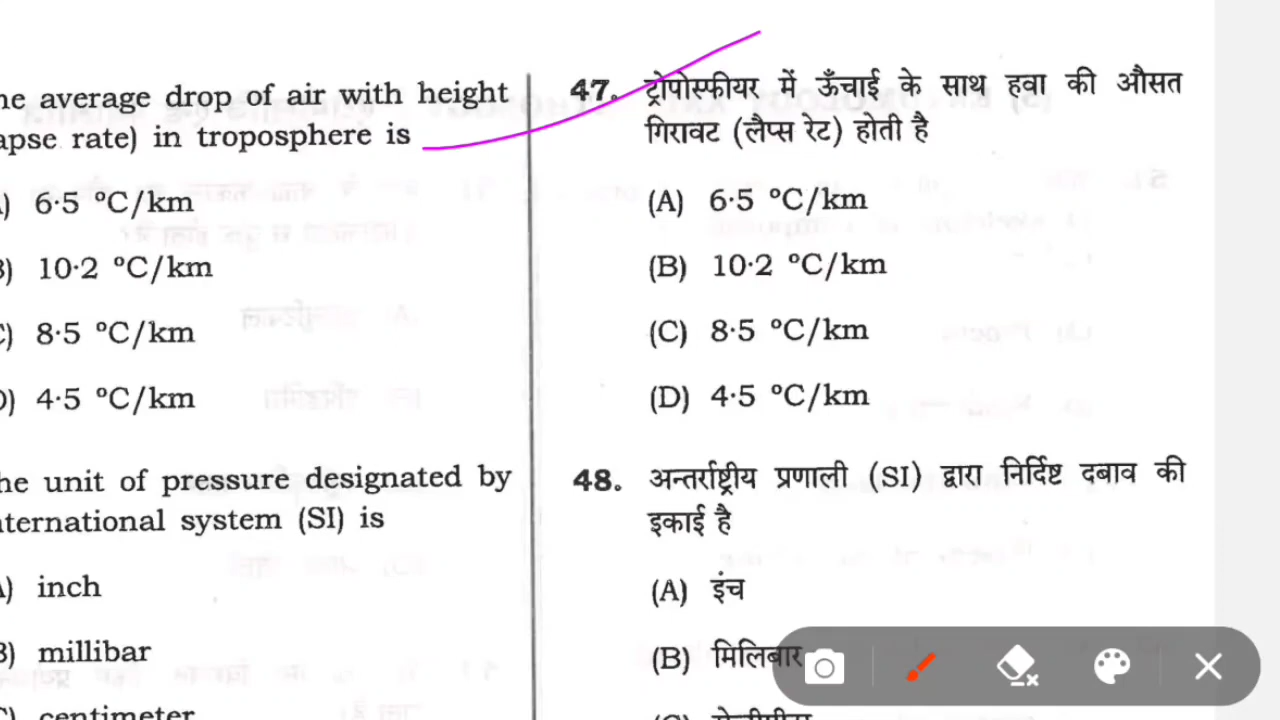 he average drop of air with height
apse rate) in troposphere is
) 6·5 °C/km
) 10·2 °C/km
) 8·5 °C/km
) 4·5 °C/km
he unit of pressure designated by
nternational system (SI) is
) inch
) millibar
) centimeter
47. ट्रोपोस्फीयर में ऊँचाई के साथ हवा की औसत
गिरावट (लैप्स रेट) होती है
(A) 6·5 °C/km
(B) 10·2 °C/km
(C) 8·5 °C/km
(D) 4·5 °C/km
48. अन्तर्राष्ट्रीय प्रणाली (SI) द्वारा निर्दिष्ट दबाव की
इकाई है
(A) इंच
(B) मिलिबार